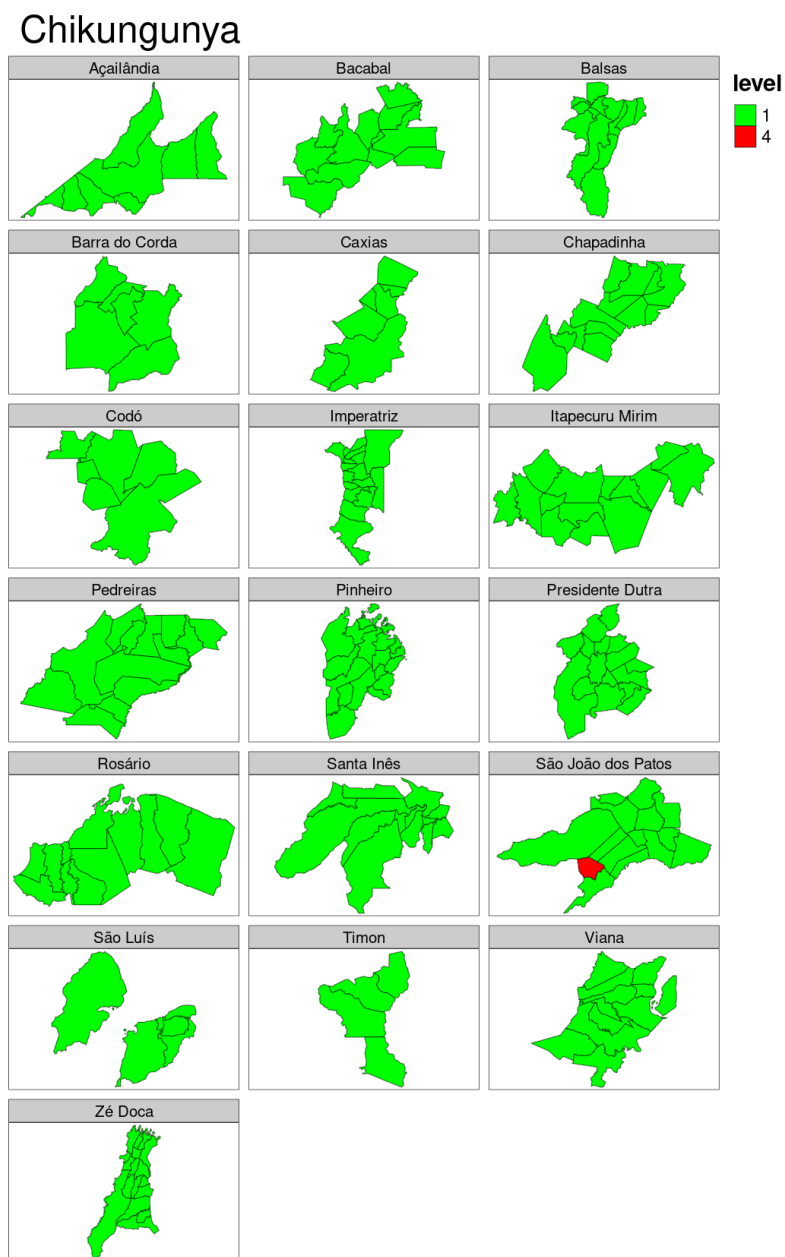 Chikungunya
Açailândia
Bacabal
Balsas
level
1
4
Barra do Corda
Caxias
Chapadinha
Codó
Imperatriz
Itapecuru Mirim
Pedreiras
Pinheiro
Presidente Dutra
Rosário
Santa Inês
São João dos Patos
São Luís
Timon
Viana
Zé Doca